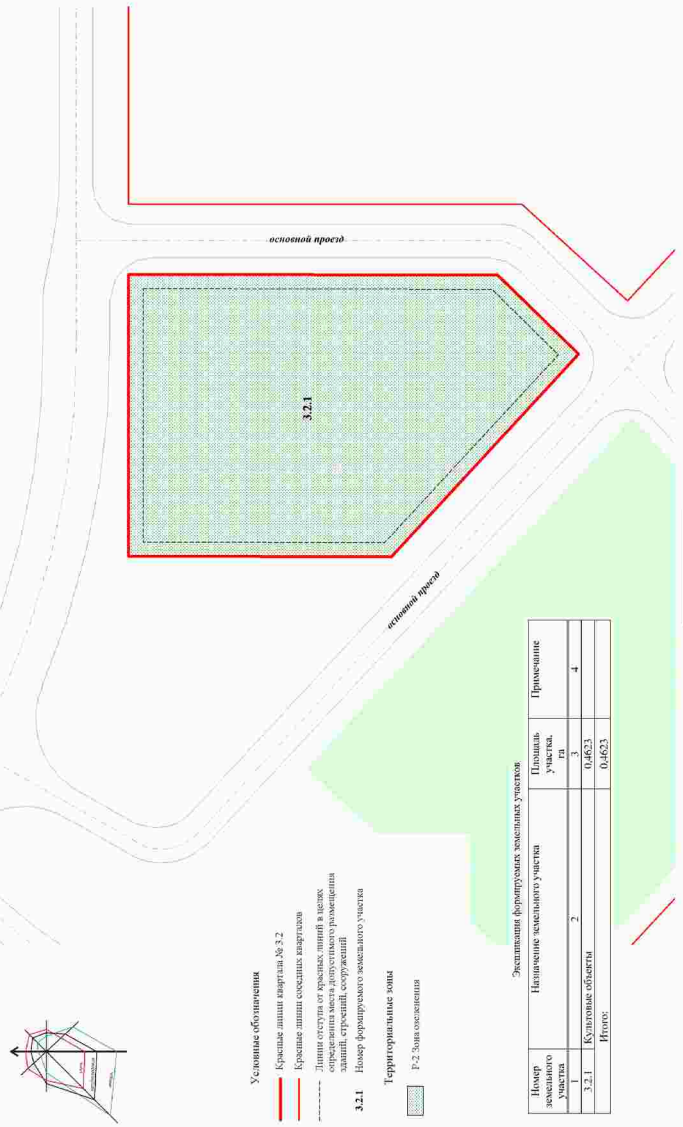 основной проезд
3.2.1
основной проезд
Условные обозначения
Красные линии квартала № 3.2
Красные линии соседних кварталов
Линии отступа от красных линий в целях
определения места допустимого размещения
зданий, строений, сооружений
3.2.1 Номер формируемого земельного участка
Территориальные зоны
Р-2 Зона озеленения
Экспликация формируемых земельных участков
Номер земельного участка Назначение земельного участка Площадь участка, га Примечание
1 2 3 4
3.2.1 Культовые объекты 0,4623
Итого: 0,4623